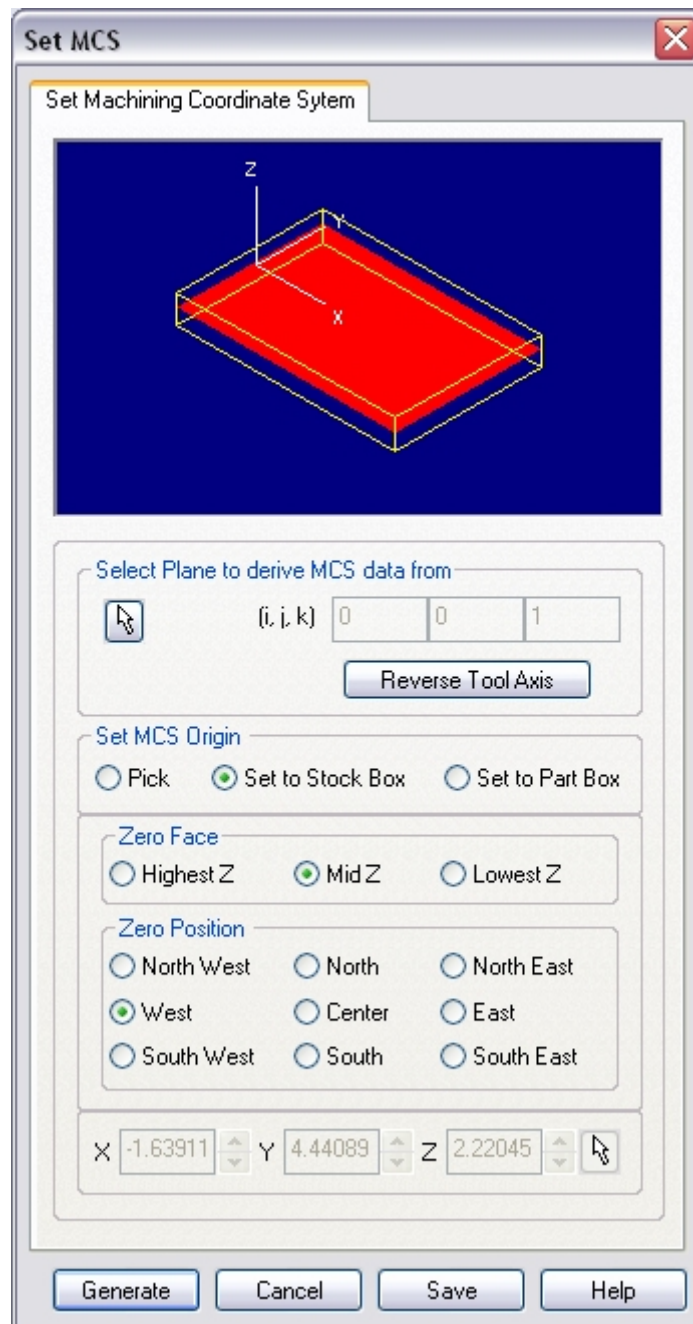 Set MCS
Set Machining Coordinate Sytem
Z
Y
X
Select Plane to derive MCS data from
(i, j, k) 0 0 1
Reverse Tool Axis
Set MCS Origin
Pick Set to Stock Box Set to Part Box
Zero Face
Highest Z Mid Z Lowest Z
Zero Position
North West North North East
West Center East
South West South South East
X -1.63911 Y 4.44089 Z 2.22045
Generate Cancel Save Help